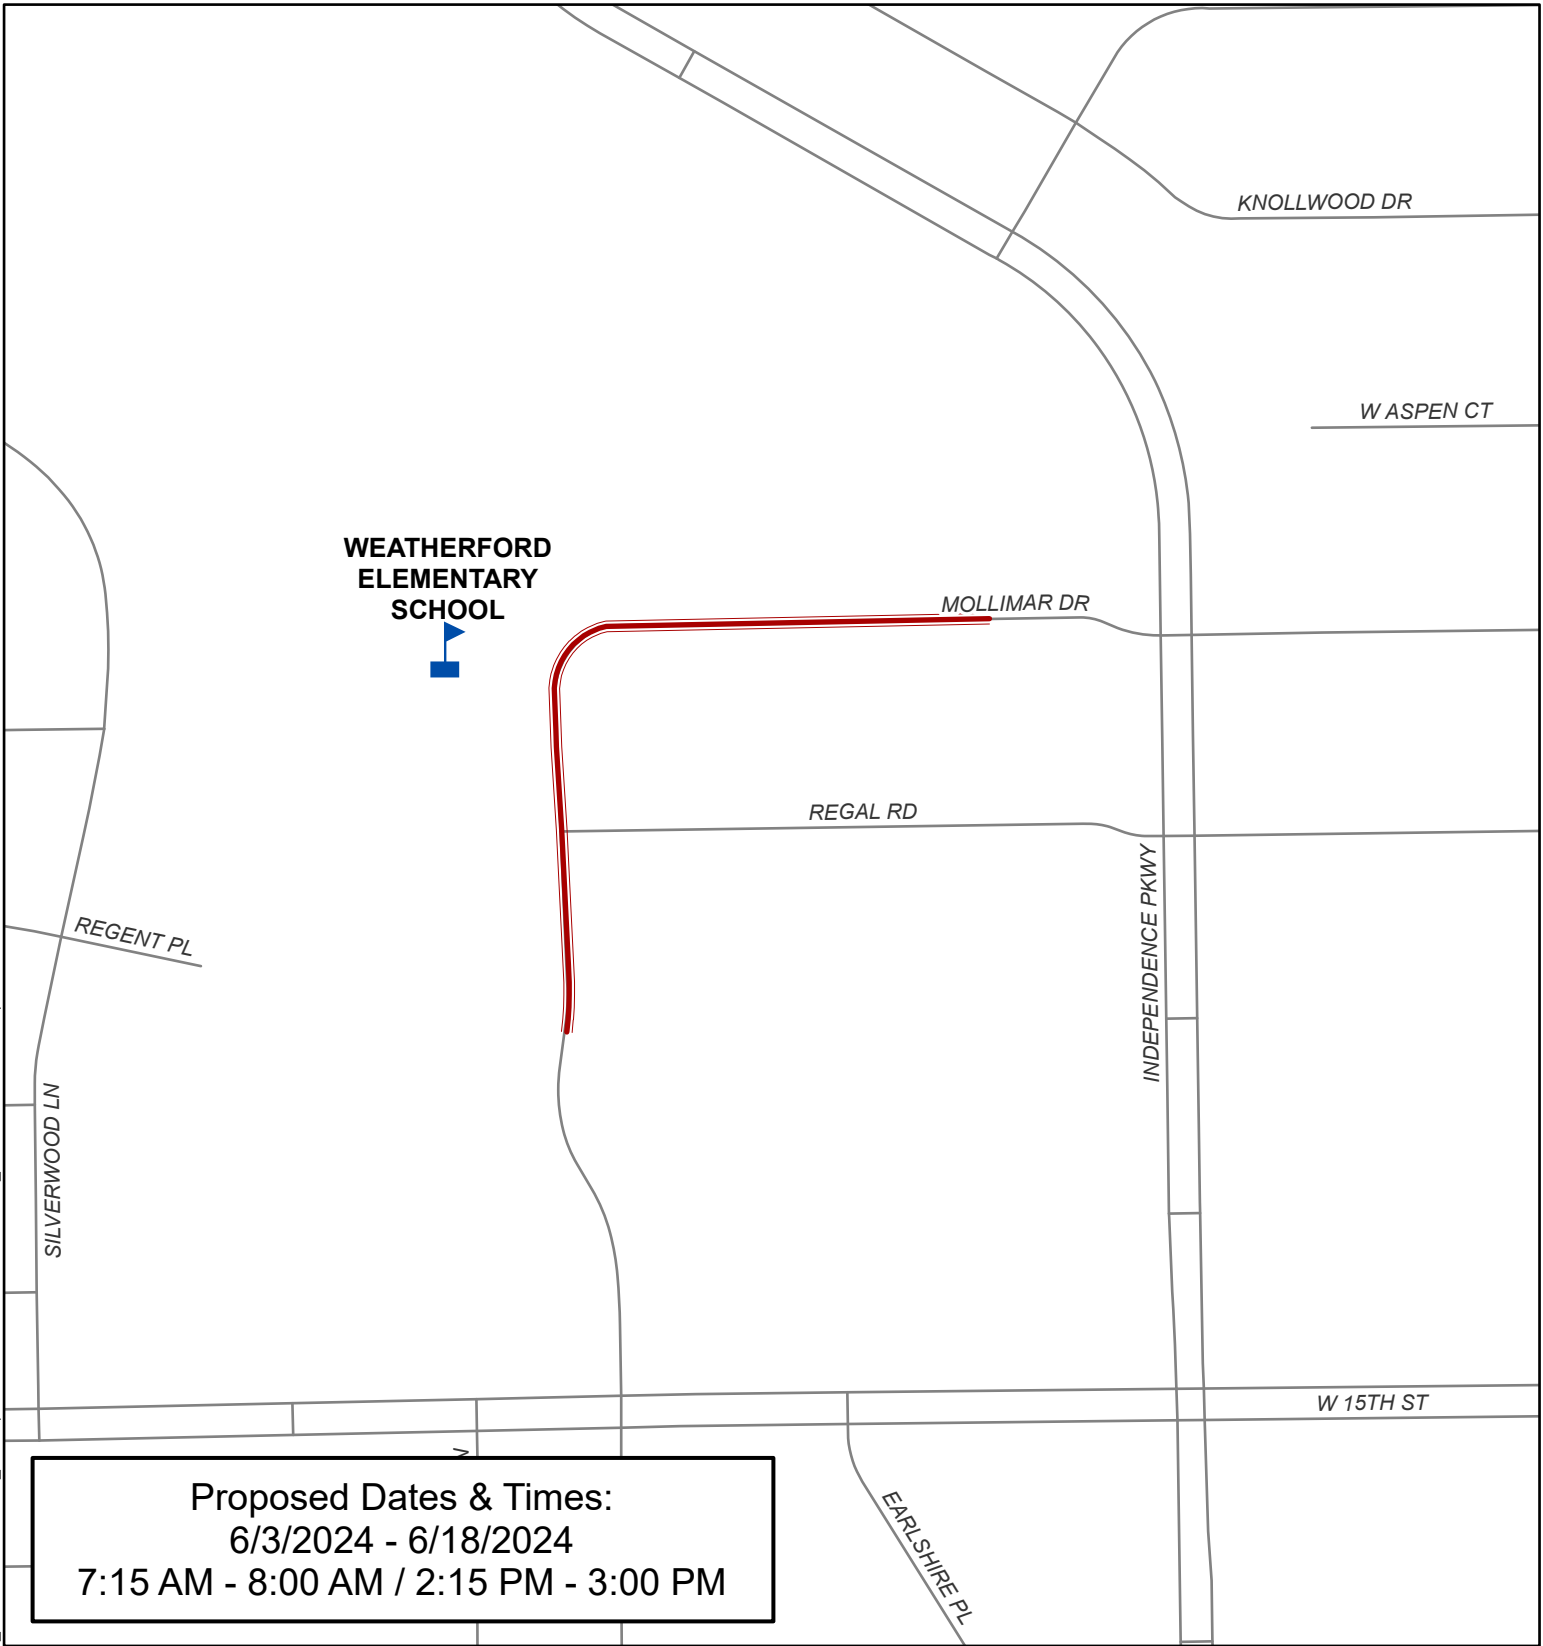 KNOLLWOOD DR
W ASPEN CT
WEATHERFORD
ELEMENTARY
SCHOOL
MOLLIMAR DR
REGAL RD
INDEPENDENCE PKWY
REGENT PL
SILVERWOOD LN
W 15TH ST
EARLSHIRE PL
Proposed Dates & Times:
6/3/2024 - 6/18/2024
7:15 AM - 8:00 AM / 2:15 PM - 3:00 PM